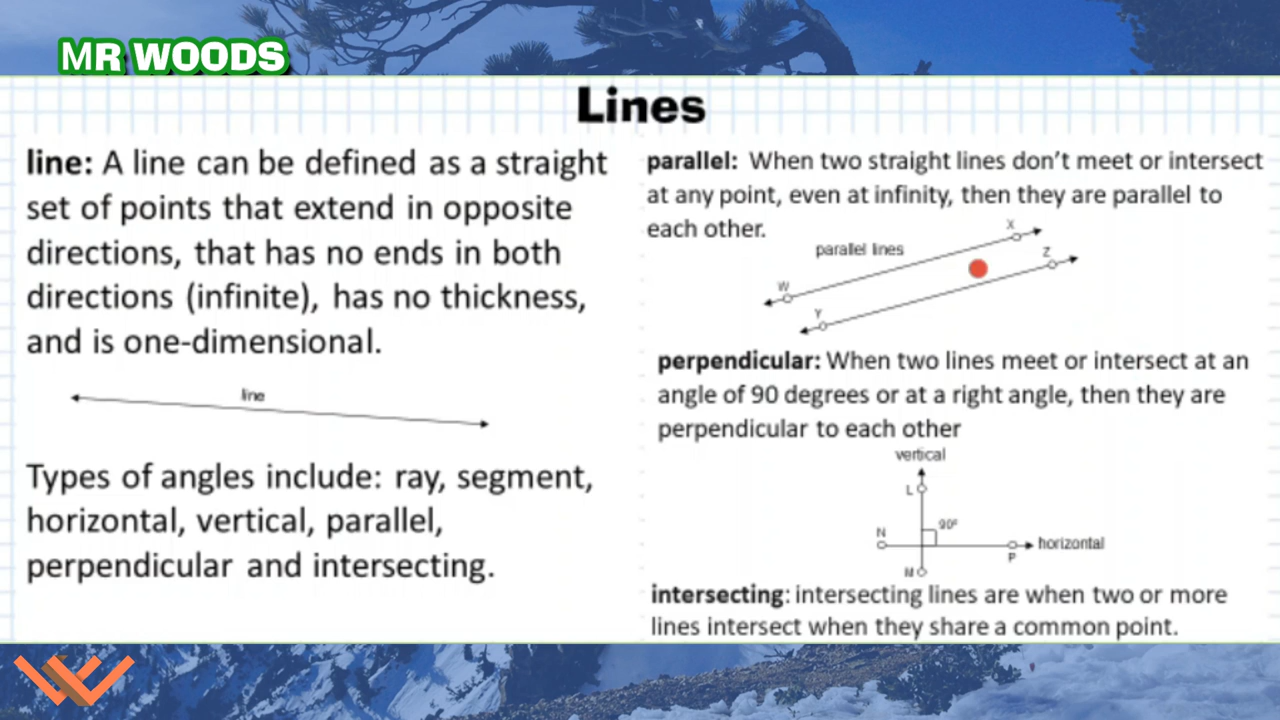 MR WOODS
Lines
line: A line can be defined as a straight
set of points that extend in opposite
directions, that has no ends in both
directions (infinite), has no thickness,
and is one-dimensional.
line
Types of angles include: ray, segment,
horizontal, vertical, parallel,
perpendicular and intersecting.
parallel: When two straight lines don't meet or intersect
at any point, even at infinity, then they are parallel to
each other.
parallel lines
X
Z
W
Y
perpendicular: When two lines meet or intersect at an
angle of 90 degrees or at a right angle, then they are
perpendicular to each other
vertical
L
90º
N
horizontal
P
M
intersecting: intersecting lines are when two or more
lines intersect when they share a common point.